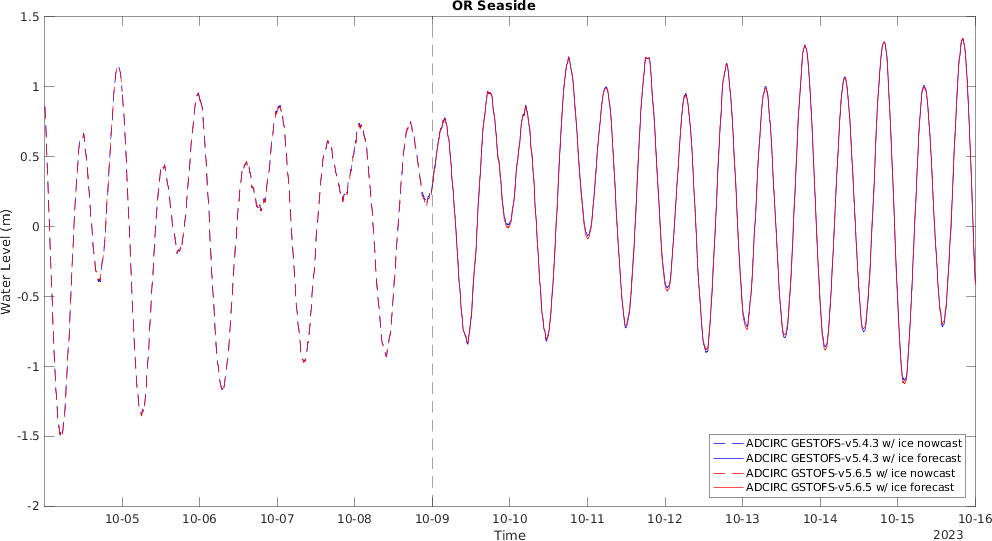 OR Seaside
1.5
1
0.5
0
-0.5
-1
-1.5
-2
Water Level (m)
ADCIRC GESTOFS-v5.4.3 w/ ice nowcast
ADCIRC GESTOFS-v5.4.3 w/ ice forecast
ADCIRC GSTOFS-v5.6.5 w/ ice nowcast
ADCIRC GSTOFS-v5.6.5 w/ ice forecast
10-05 10-06 10-07 10-08 10-09 10-10 10-11 10-12 10-13 10-14 10-15 10-16
Time
2023